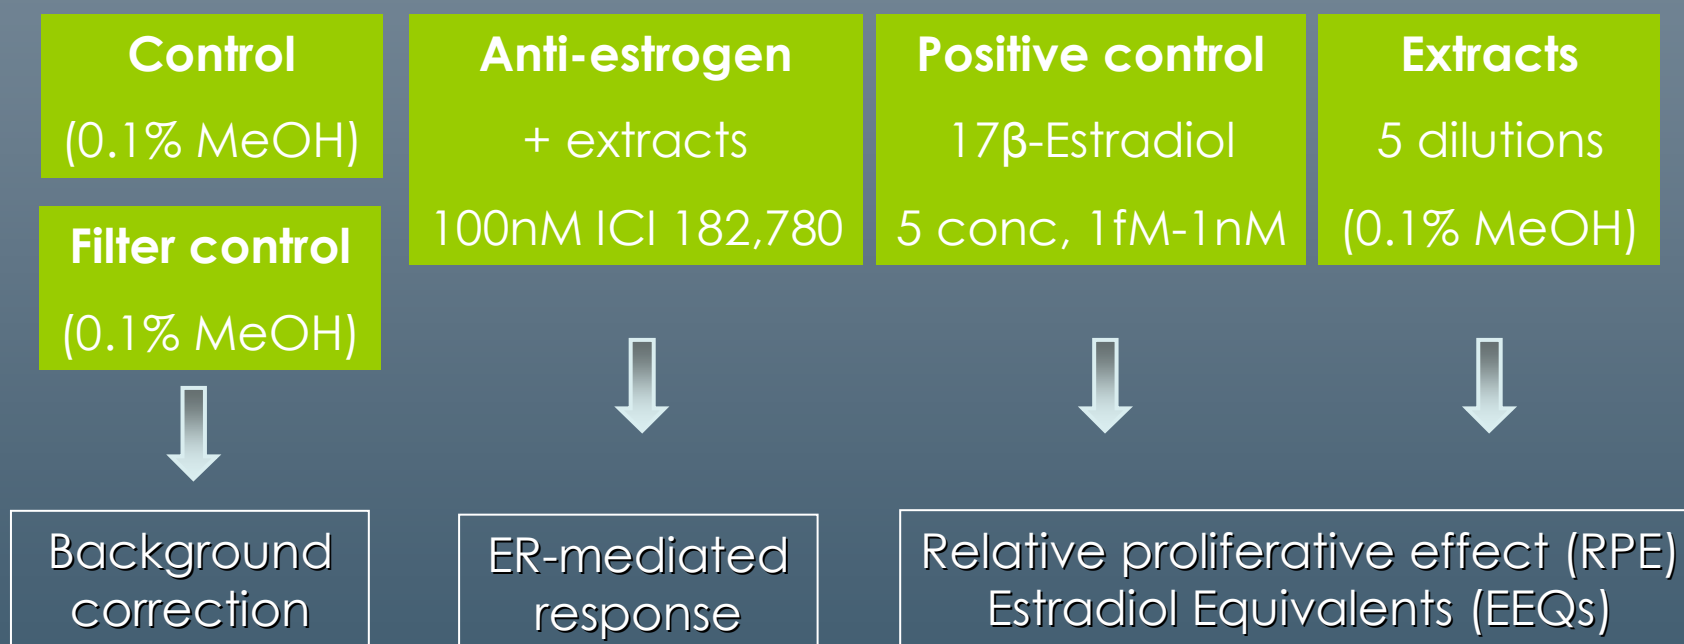 Control
(0.1% MeOH)
Filter control
(0.1% MeOH)
Anti-estrogen
+ extracts
100nM ICI 182,780
Positive control
17β-Estradiol
5 conc, 1fM-1nM
Extracts
5 dilutions
(0.1% MeOH)
Background
correction
ER-mediated
response
Relative proliferative effect (RPE)
Estradiol Equivalents (EEQs)